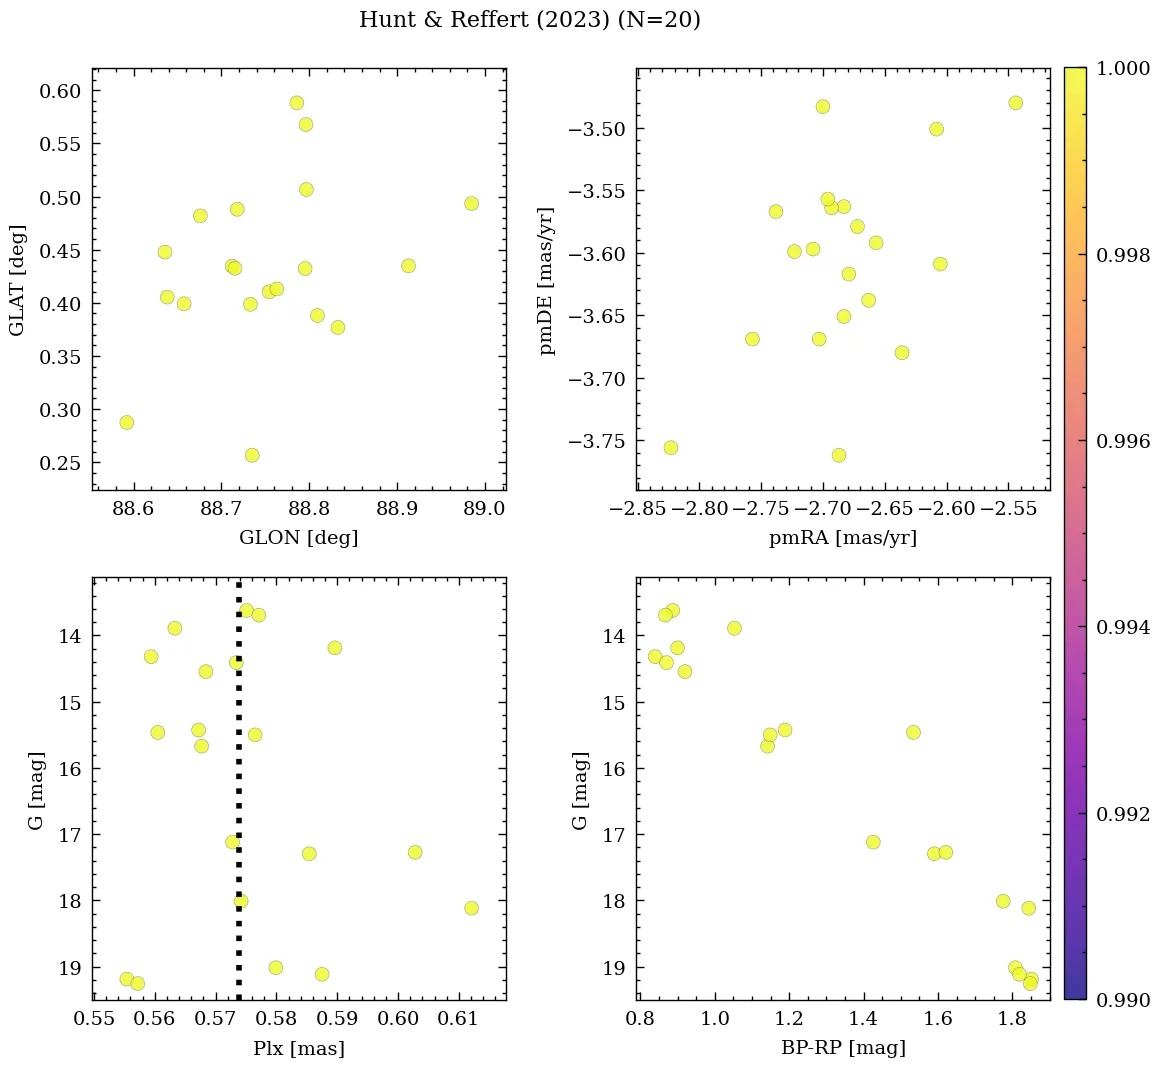 Hunt & Reffert (2023) (N=20)
0.60
0.55
0.50
0.45
0.40
0.35
0.30
0.25
GLAT [deg]
88.6 88.7 88.8 88.9 89.0
GLON [deg]
−3.50
−3.55
−3.60
−3.65
−3.70
−3.75
pmDE [mas/yr]
−2.85 −2.80 −2.75 −2.70 −2.65 −2.60 −2.55
pmRA [mas/yr]
14
15
16
17
18
19
G [mag]
0.55 0.56 0.57 0.58 0.59 0.60 0.61
Plx [mas]
14
15
16
17
18
19
G [mag]
0.8 1.0 1.2 1.4 1.6 1.8
BP-RP [mag]
1.000
0.998
0.996
0.994
0.992
0.990